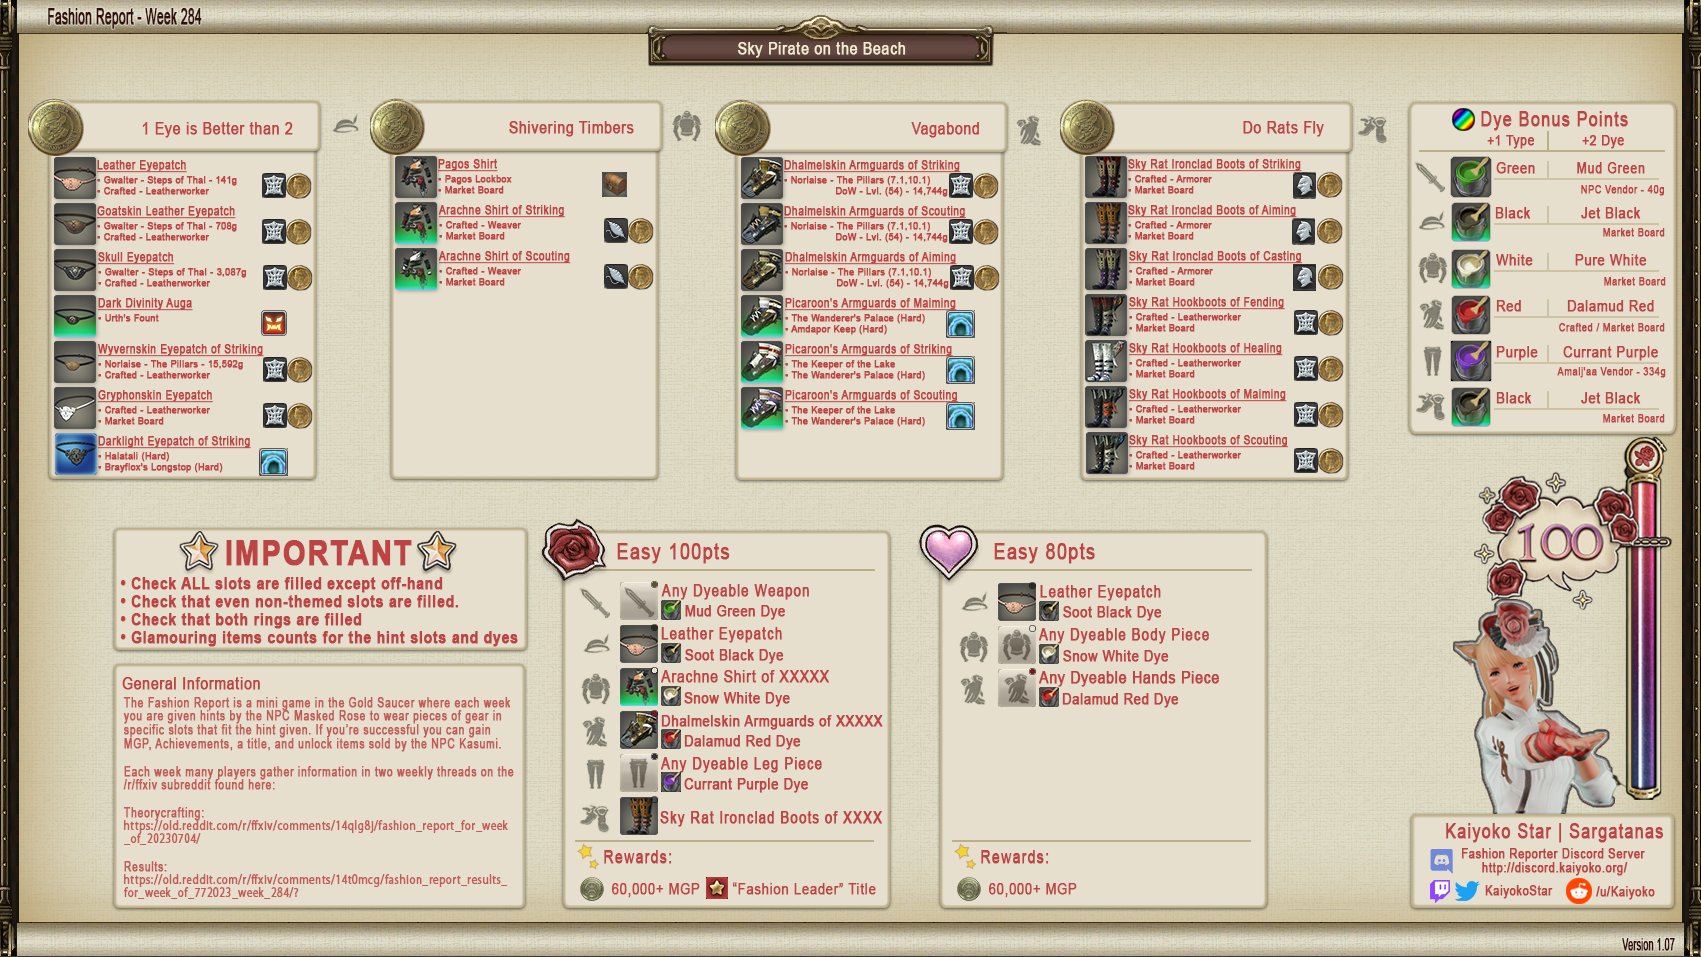 Fashion Report - Week 284
Sky Pirate on the Beach
1 Eye is Better than 2
Leather Eyepatch
• Gwalter - Steps of Thal - 141g
• Crafted - Leatherworker
Goatskin Leather Eyepatch
• Gwalter - Steps of Thal - 708g
• Crafted - Leatherworker
Skull Eyepatch
• Gwalter - Steps of Thal - 3,087g
• Crafted - Leatherworker
Dark Divinity Auga
• Urth's Fount
Wyvernskin Eyepatch of Striking
• Norlaise - The Pillars - 15,592g
• Crafted - Leatherworker
Gryphonskin Eyepatch
• Crafted - Leatherworker
• Market Board
Darklight Eyepatch of Striking
• Halatali (Hard)
• Brayflox's Longstop (Hard)
Shivering Timbers
Pagos Shirt
• Pagos Lockbox
• Market Board
Arachne Shirt of Striking
• Crafted - Weaver
• Market Board
Arachne Shirt of Scouting
• Crafted - Weaver
• Market Board
Vagabond
Dhalmelskin Armguards of Striking
• Norlaise - The Pillars (7.1,10.1)
DoW - Lvl. (54) - 14,744g
Dhalmelskin Armguards of Scouting
• Norlaise - The Pillars (7.1,10.1)
DoW - Lvl. (54) - 14,744g
Dhalmelskin Armguards of Aiming
• Norlaise - The Pillars (7.1,10.1)
DoW - Lvl. (54) - 14,744g
Picaroon's Armguards of Maiming
• The Wanderer's Palace (Hard)
• Amdapor Keep (Hard)
Picaroon's Armguards of Striking
• The Keeper of the Lake
• The Wanderer's Palace (Hard)
Picaroon's Armguards of Scouting
• The Keeper of the Lake
• The Wanderer's Palace (Hard)
Do Rats Fly
Sky Rat Ironclad Boots of Striking
• Crafted - Armorer
• Market Board
Sky Rat Ironclad Boots of Aiming
• Crafted - Armorer
• Market Board
Sky Rat Ironclad Boots of Casting
• Crafted - Armorer
• Market Board
Sky Rat Hookboots of Fending
• Crafted - Leatherworker
• Market Board
Sky Rat Hookboots of Healing
• Crafted - Leatherworker
• Market Board
Sky Rat Hookboots of Maiming
• Crafted - Leatherworker
• Market Board
Sky Rat Hookboots of Scouting
• Crafted - Leatherworker
• Market Board
Dye Bonus Points
+1 Type | +2 Dye
Green | Mud Green
NPC Vendor - 40g
Black | Jet Black
Market Board
White | Pure White
Market Board
Red | Dalamud Red
Crafted / Market Board
Purple | Currant Purple
Amalj'aa Vendor - 334g
Black | Jet Black
Market Board
IMPORTANT
• Check ALL slots are filled except off-hand
• Check that even non-themed slots are filled.
• Check that both rings are filled
• Glamouring items counts for the hint slots and dyes
General Information
The Fashion Report is a mini game in the Gold Saucer where each week
you are given hints by the NPC Masked Rose to wear pieces of gear in
specific slots that fit the hint given. If you're successful you can gain
MGP, Achievements, a title, and unlock items sold by the NPC Kasumi.
Each week many players gather information in two weekly threads on the
/r/ffxiv subreddit found here:
Theorycrafting:
https://old.reddit.com/r/ffxiv/comments/14qlg8j/fashion_report_for_week
_of_20230704/
Results:
https://old.reddit.com/r/ffxiv/comments/14t0mcg/fashion_report_results_
for_week_of_772023_week_284/?
Easy 100pts
Any Dyeable Weapon
Mud Green Dye
Leather Eyepatch
Soot Black Dye
Arachne Shirt of XXXXX
Snow White Dye
Dhalmelskin Armguards of XXXXX
Dalamud Red Dye
Any Dyeable Leg Piece
Currant Purple Dye
Sky Rat Ironclad Boots of XXXX
Rewards:
60,000+ MGP
"Fashion Leader" Title
Easy 80pts
Leather Eyepatch
Soot Black Dye
Any Dyeable Body Piece
Snow White Dye
Any Dyeable Hands Piece
Dalamud Red Dye
Rewards:
60,000+ MGP
100
Kaiyoko Star | Sargatanas
Fashion Reporter Discord Server
http://discord.kaiyoko.org/
KaiyokoStar
/u/Kaiyoko
Version 1.07